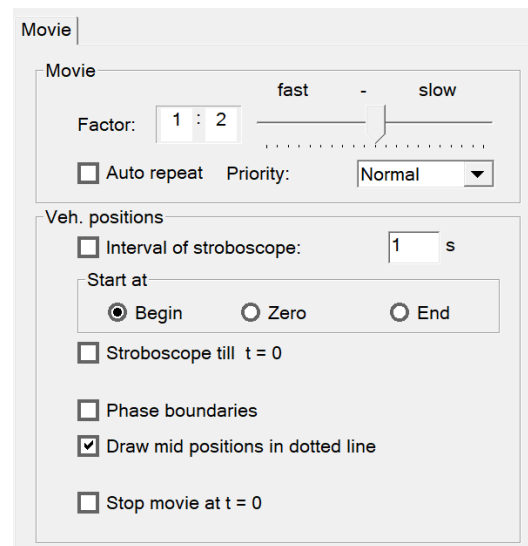 Movie
Movie
fast - slow
Factor: 1 : 2
Auto repeat Priority: Normal
Veh. positions
Interval of stroboscope: 1 s
Start at
Begin Zero End
Stroboscope till t = 0
Phase boundaries
Draw mid positions in dotted line
Stop movie at t = 0